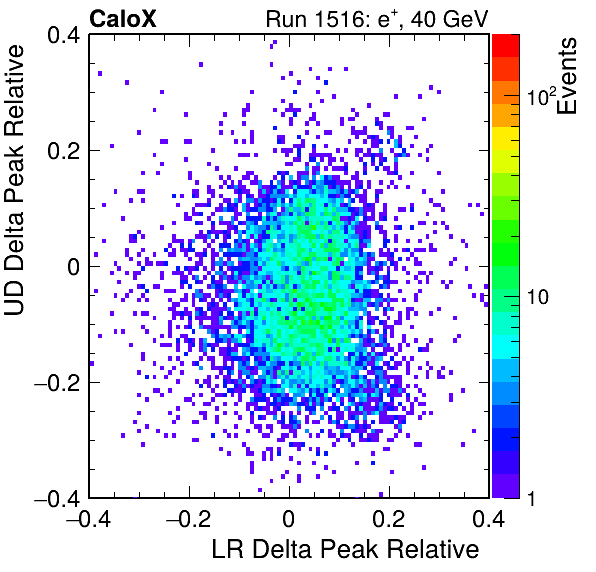 CaloX Run 1516: e⁺, 40 GeV
UD Delta Peak Relative
0.4
0.2
0
−0.2
−0.4
−0.4 −0.2 0 0.2 0.4
LR Delta Peak Relative
Events
10²
10
1